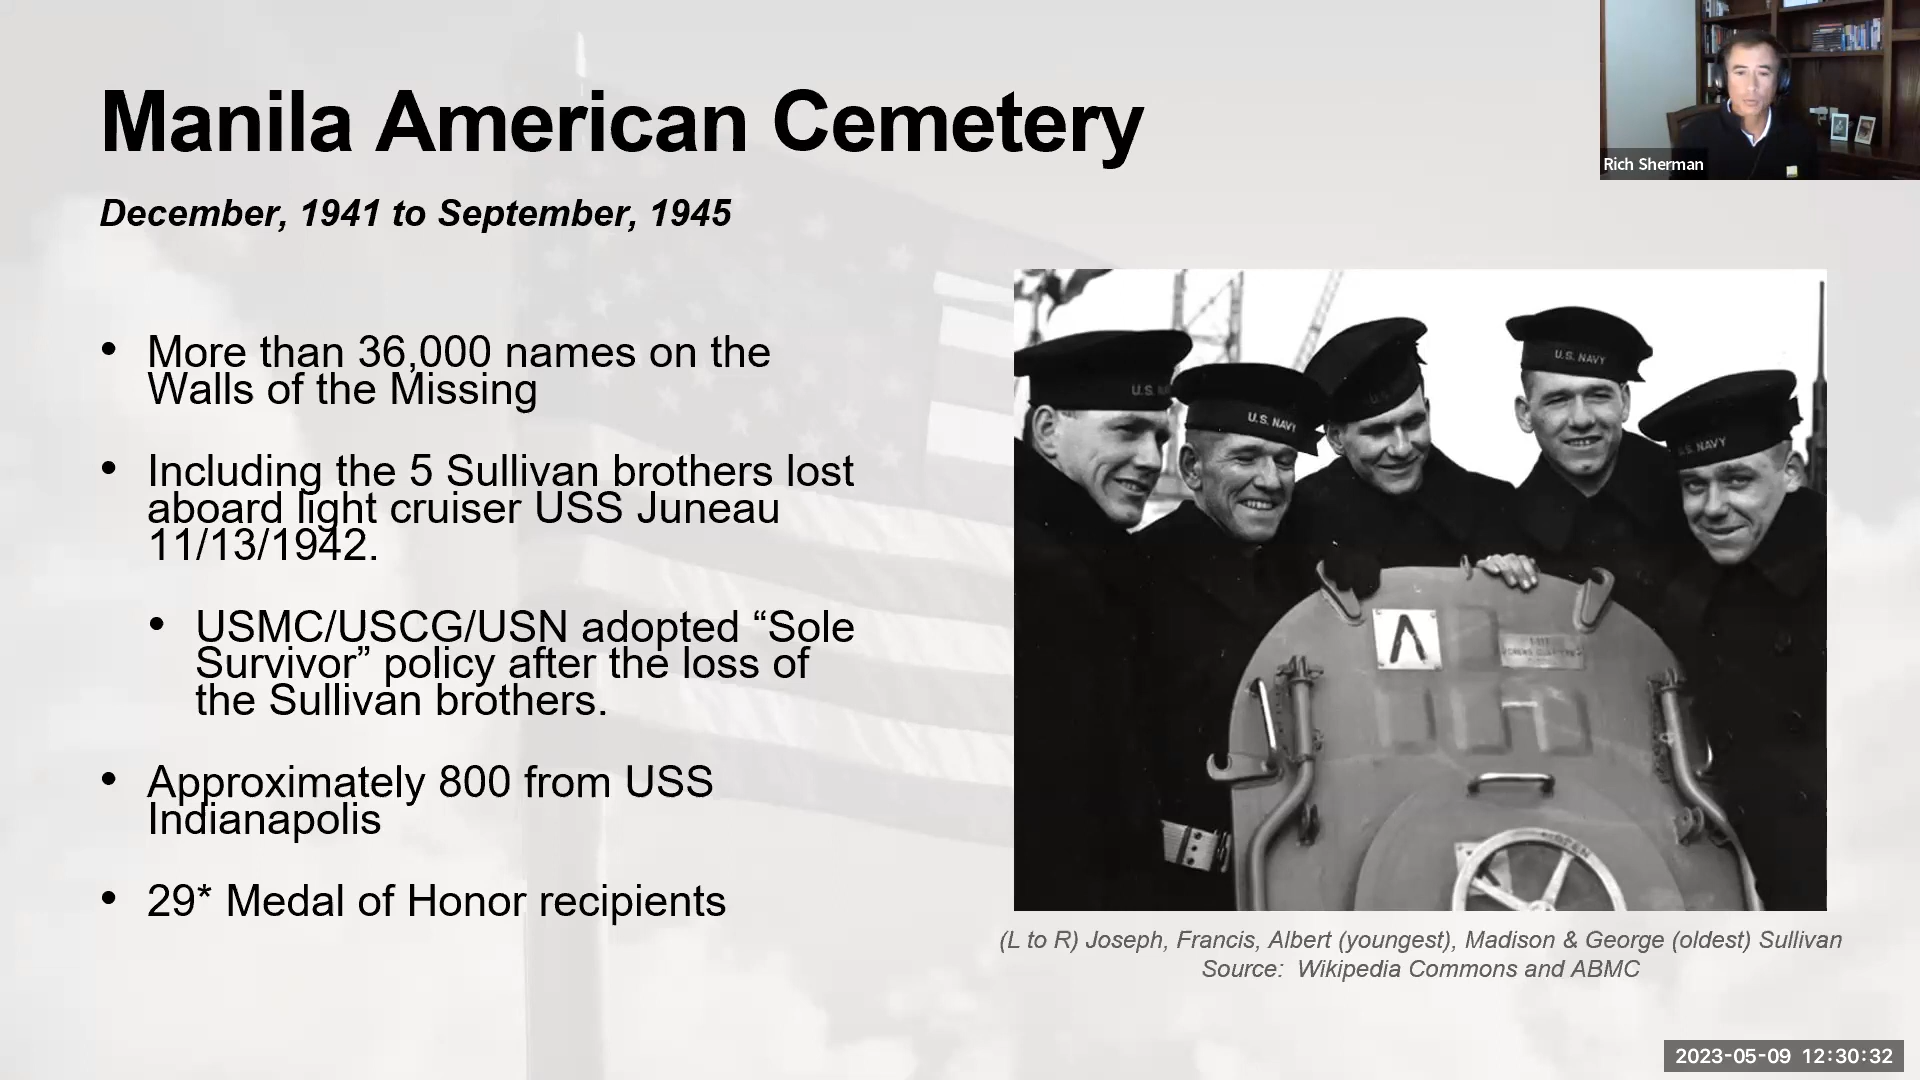 Manila American Cemetery
December, 1941 to September, 1945
Rich Sherman
• More than 36,000 names on the
Walls of the Missing
• Including the 5 Sullivan brothers lost
aboard light cruiser USS Juneau
11/13/1942.
• USMC/USCG/USN adopted “Sole
Survivor” policy after the loss of
the Sullivan brothers.
• Approximately 800 from USS
Indianapolis
• 29* Medal of Honor recipients
U.S.
U.S. NAVY
U.S. NAVY
U.S. NAVY
OPEN
(L to R) Joseph, Francis, Albert (youngest), Madison & George (oldest) Sullivan
Source: Wikipedia Commons and ABMC
2023-05-09 12:30:32